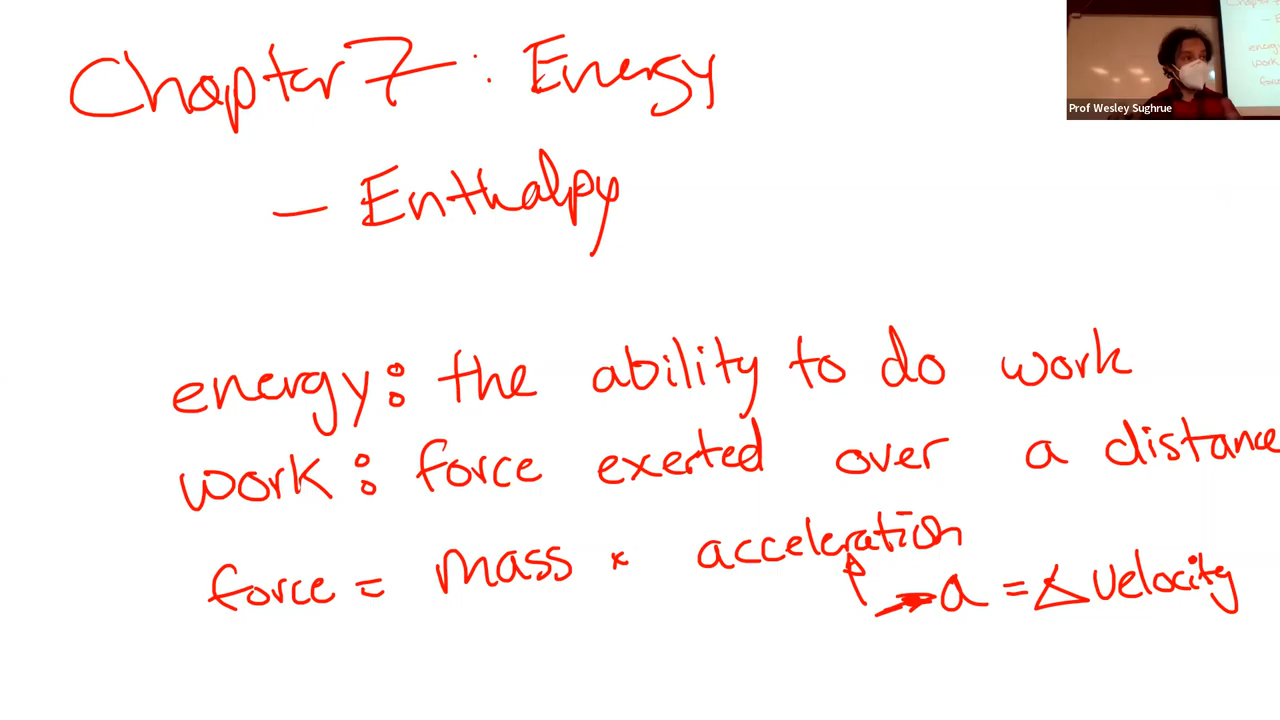 Chapter 7 : Energy
- Enthalpy
energy: the ability to do work
work: force exerted over a distance
force = mass * acceleration
→ a = Δ velocity
Prof Wesley Sughrue